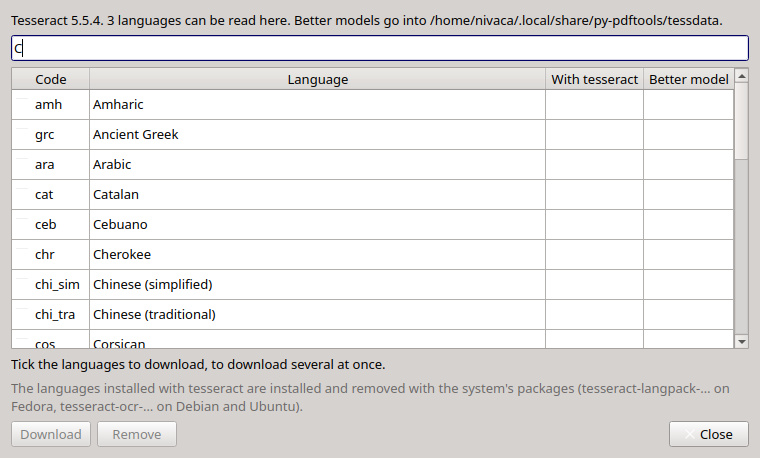 Tesseract 5.5.4. 3 languages can be read here. Better models go into /home/nivaca/.local/share/py-pdftools/tessdata.
C
Code Language With tesseract Better model
amh Amharic
grc Ancient Greek
ara Arabic
cat Catalan
ceb Cebuano
chr Cherokee
chi_sim Chinese (simplified)
chi_tra Chinese (traditional)
cos Corsican
Tick the languages to download, to download several at once.
The languages installed with tesseract are installed and removed with the system's packages (tesseract-langpack-... on
Fedora, tesseract-ocr-... on Debian and Ubuntu).
Download Remove Close